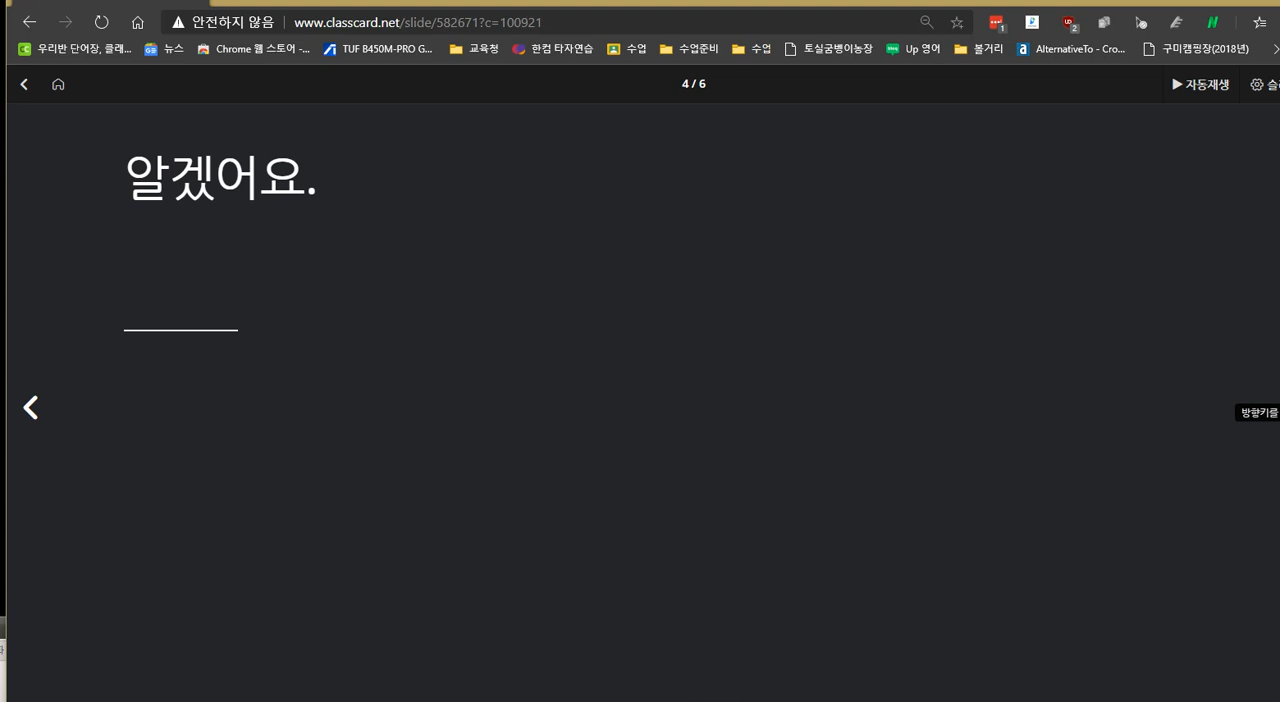 안전하지 않음 www.classcard.net/slide/582671?c=100921
우리반 단어장, 클래... 뉴스 Chrome 웹 스토어 -... TUF B450M-PRO G... 교육청 한컴 타자연습 수업 수업준비 수업 토실굼벵이농장 Up 영어 볼거리 AlternativeTo - Cro... 구미캠핑장(2018년)
4 / 6 자동재생 슬
알겠어요.
방향키를